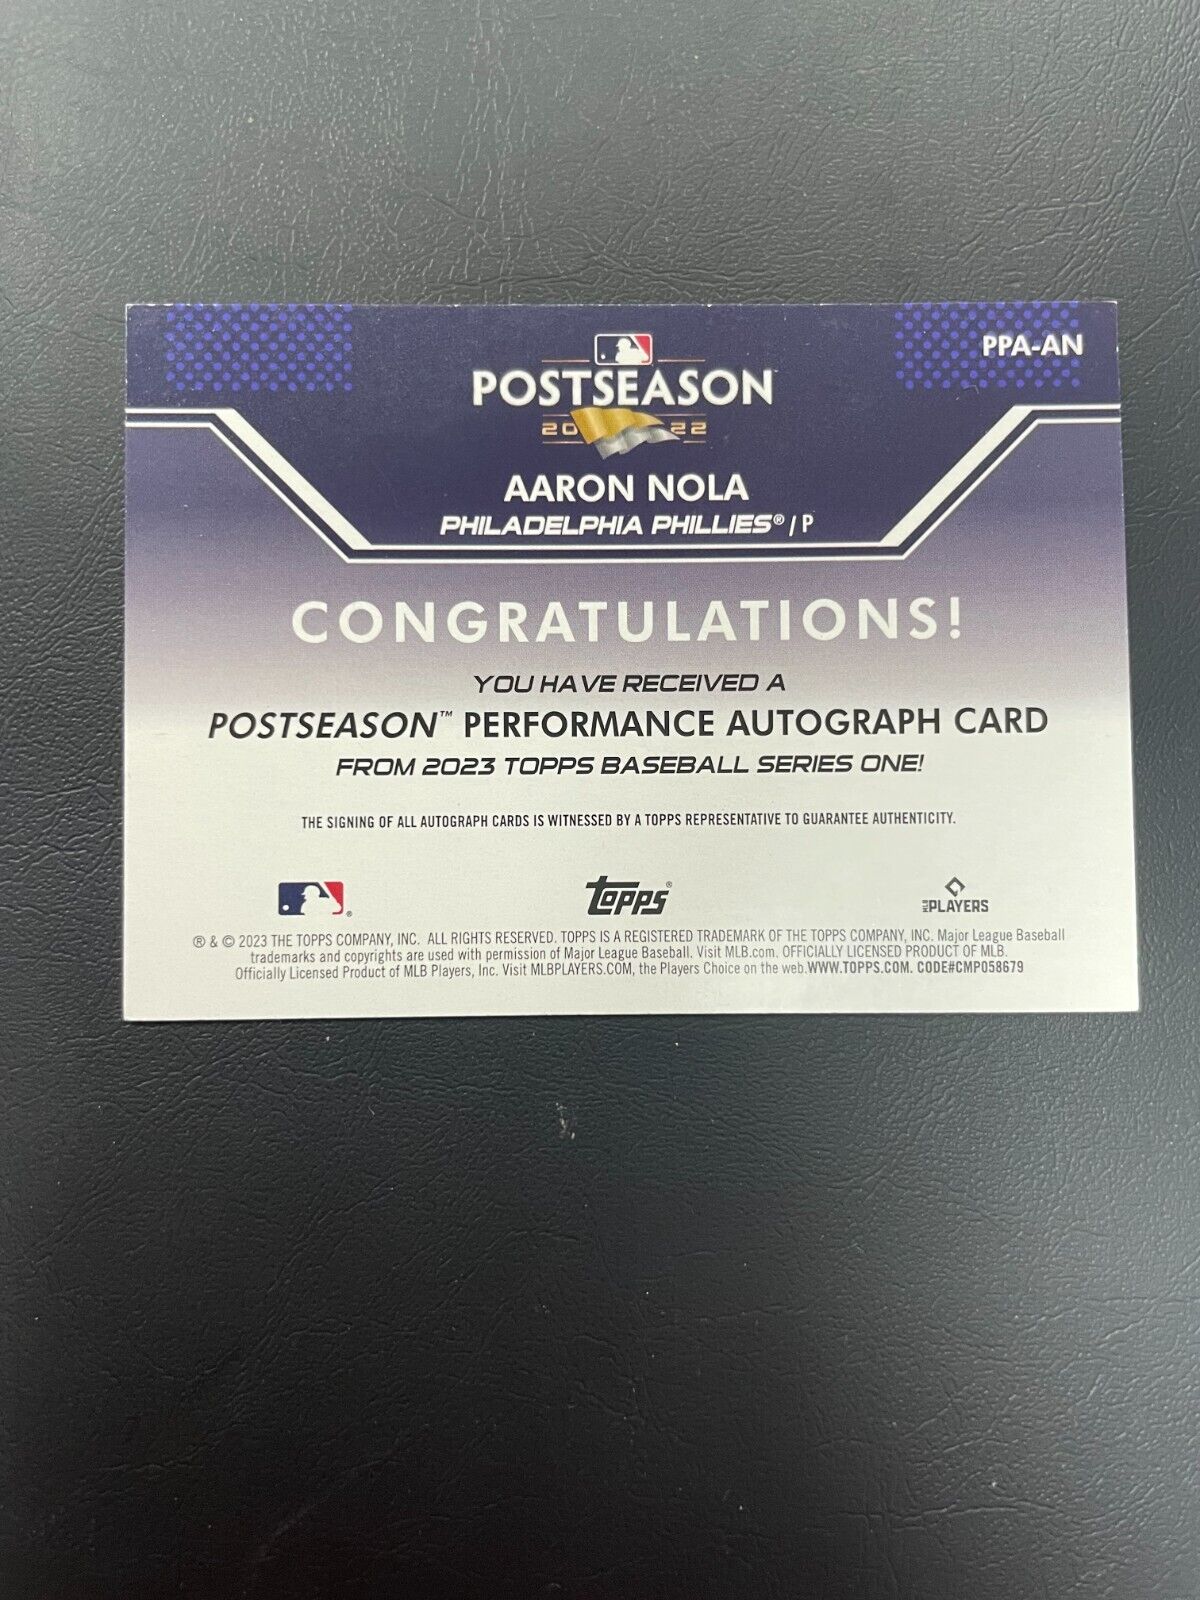 PPA-AN
POSTSEASON
2022
AARON NOLA
PHILADELPHIA PHILLIES® / P
CONGRATULATIONS!
YOU HAVE RECEIVED A
POSTSEASON™ PERFORMANCE AUTOGRAPH CARD
FROM 2023 TOPPS BASEBALL SERIES ONE!
THE SIGNING OF ALL AUTOGRAPH CARDS IS WITNESSED BY A TOPPS REPRESENTATIVE TO GUARANTEE AUTHENTICITY.
® topps® MLB PLAYERS
® & © 2023 THE TOPPS COMPANY, INC. ALL RIGHTS RESERVED. TOPPS IS A REGISTERED TRADEMARK OF THE TOPPS COMPANY, INC. Major League Baseball
trademarks and copyrights are used with permission of Major League Baseball. Visit MLB.com. OFFICIALLY LICENSED PRODUCT OF MLB.
Officially Licensed Product of MLB Players, Inc. Visit MLBPLAYERS.COM, the Players Choice on the web.WWW.TOPPS.COM. CODE#CMP058679